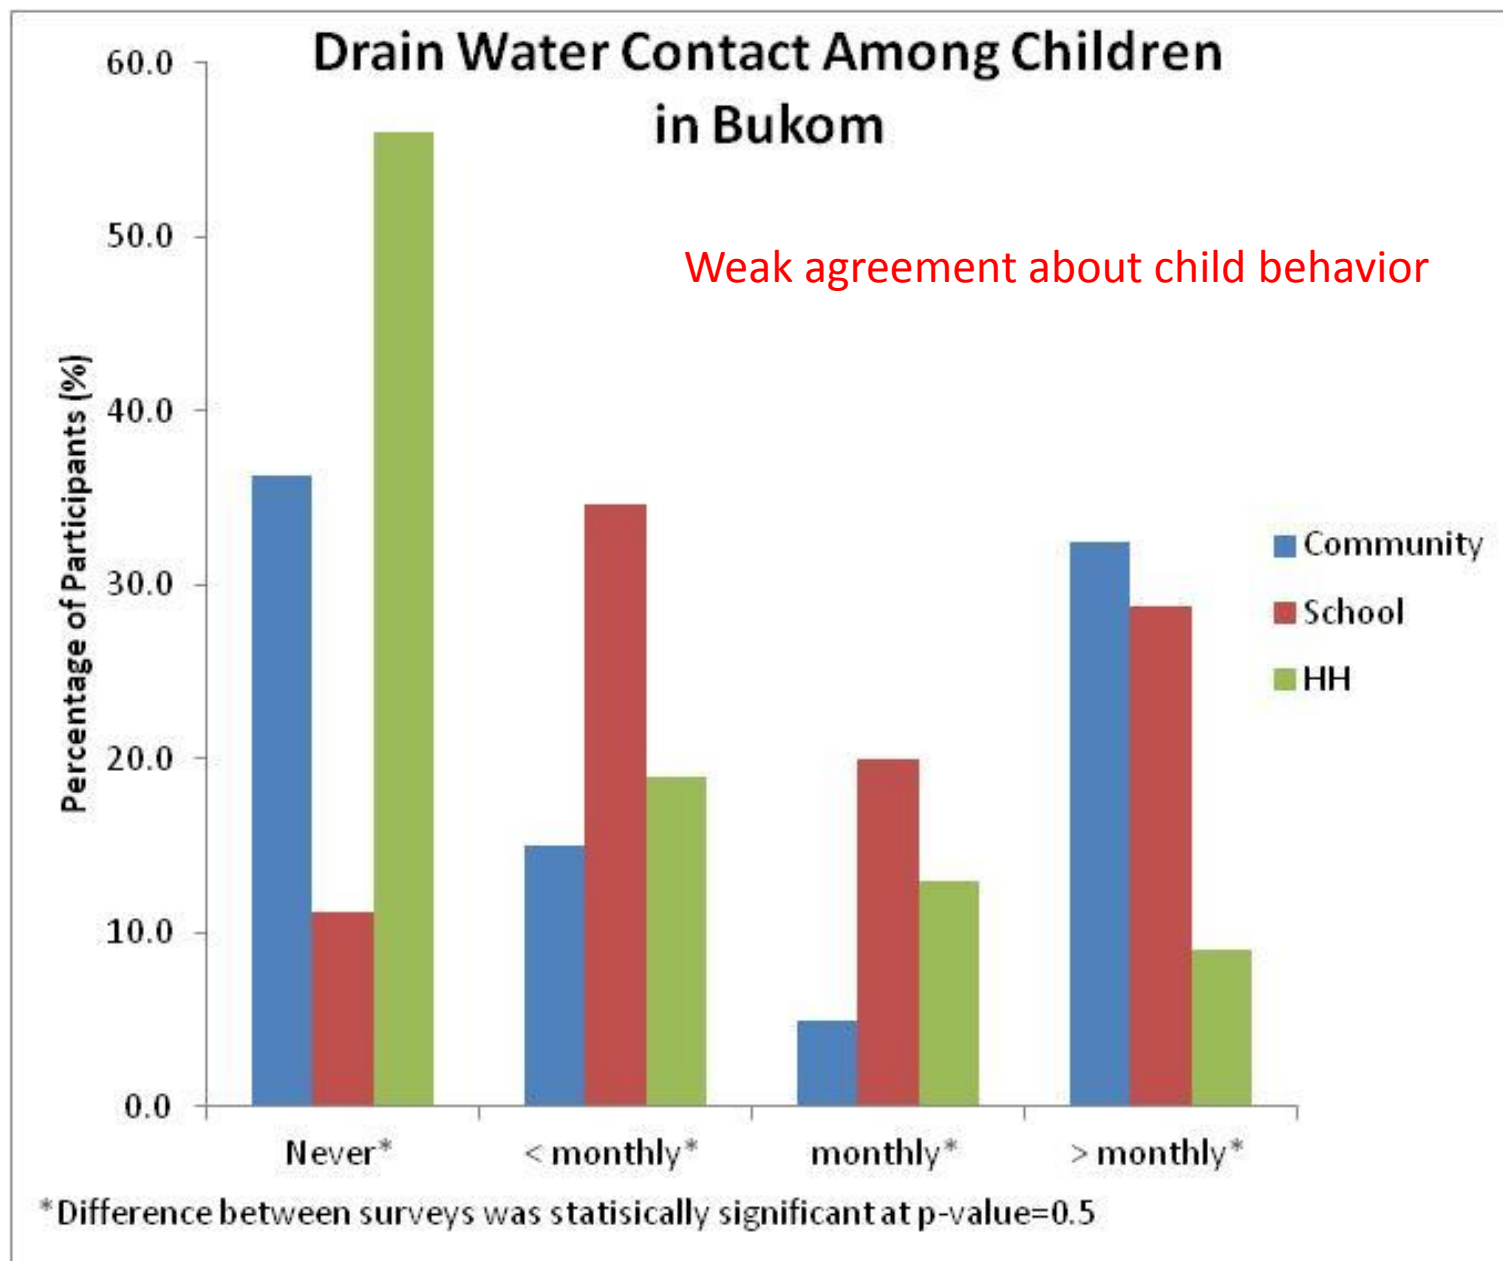 Drain Water Contact Among Children
in Bukom
Weak agreement about child behavior
Percentage of Participants (%)
60.0
50.0
40.0
30.0
20.0
10.0
0.0
Never*
< monthly*
monthly*
> monthly*
Community
School
HH
*Difference between surveys was statisically significant at p-value=0.5